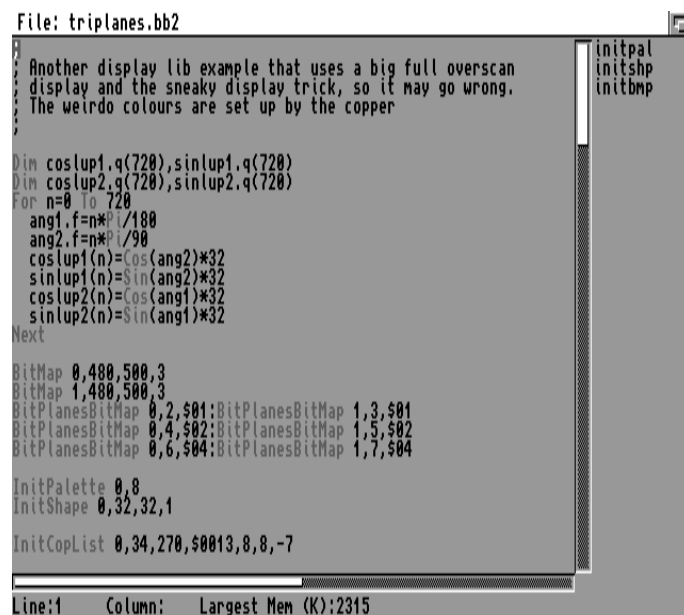 File: triplanes.bb2
;
; Another display lib example that uses a big full overscan
; display and the sneaky display trick, so it may go wrong.
; The weirdo colours are set up by the copper
;
Dim coslup1.q(720),sinlup1.q(720)
Dim coslup2.q(720),sinlup2.q(720)
For n=0 To 720
ang1.f=n*Pi/180
ang2.f=n*Pi/90
coslup1(n)=Cos(ang2)*32
sinlup1(n)=Sin(ang2)*32
coslup2(n)=Cos(ang1)*32
sinlup2(n)=Sin(ang1)*32
Next
BitMap 0,480,500,3
BitMap 1,480,500,3
BitPlanesBitMap 0,2,$01:BitPlanesBitMap 1,3,$01
BitPlanesBitMap 0,4,$02:BitPlanesBitMap 1,5,$02
BitPlanesBitMap 0,6,$04:BitPlanesBitMap 1,7,$04
InitPalette 0,8
InitShape 0,32,32,1
InitCopList 0,34,270,$0013,8,8,-7
initpal
initshp
initbmp
Line:1 Column: Largest Mem (K):2315